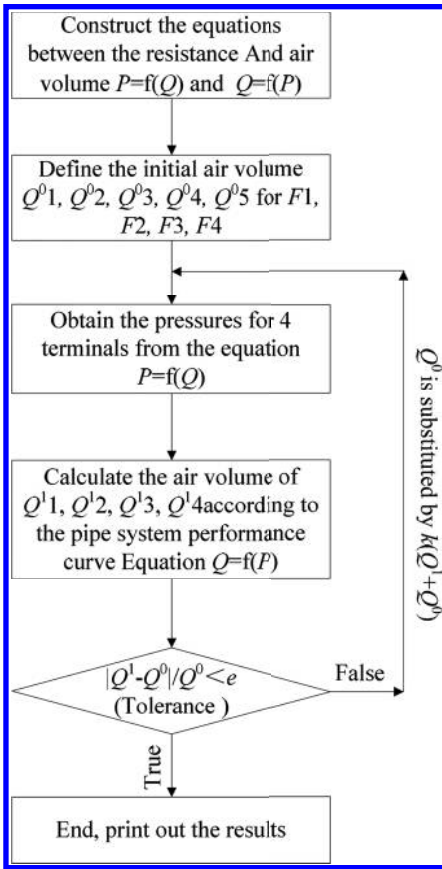 Construct the equations
between the resistance And air
volume P=f(Q) and Q=f(P)
Define the initial air volume
Q⁰1, Q⁰2, Q⁰3, Q⁰4, Q⁰5 for F1,
F2, F3, F4
Obtain the pressures for 4
terminals from the equation
P=f(Q)
Calculate the air volume of
Q¹1, Q¹2, Q¹3, Q¹4according to
the pipe system performance
curve Equation Q=f(P)
Q⁰ is substituted by k(Q¹+Q⁰)
|Q¹-Q⁰|/Q⁰<e
(Tolerance )
False
True
End, print out the results